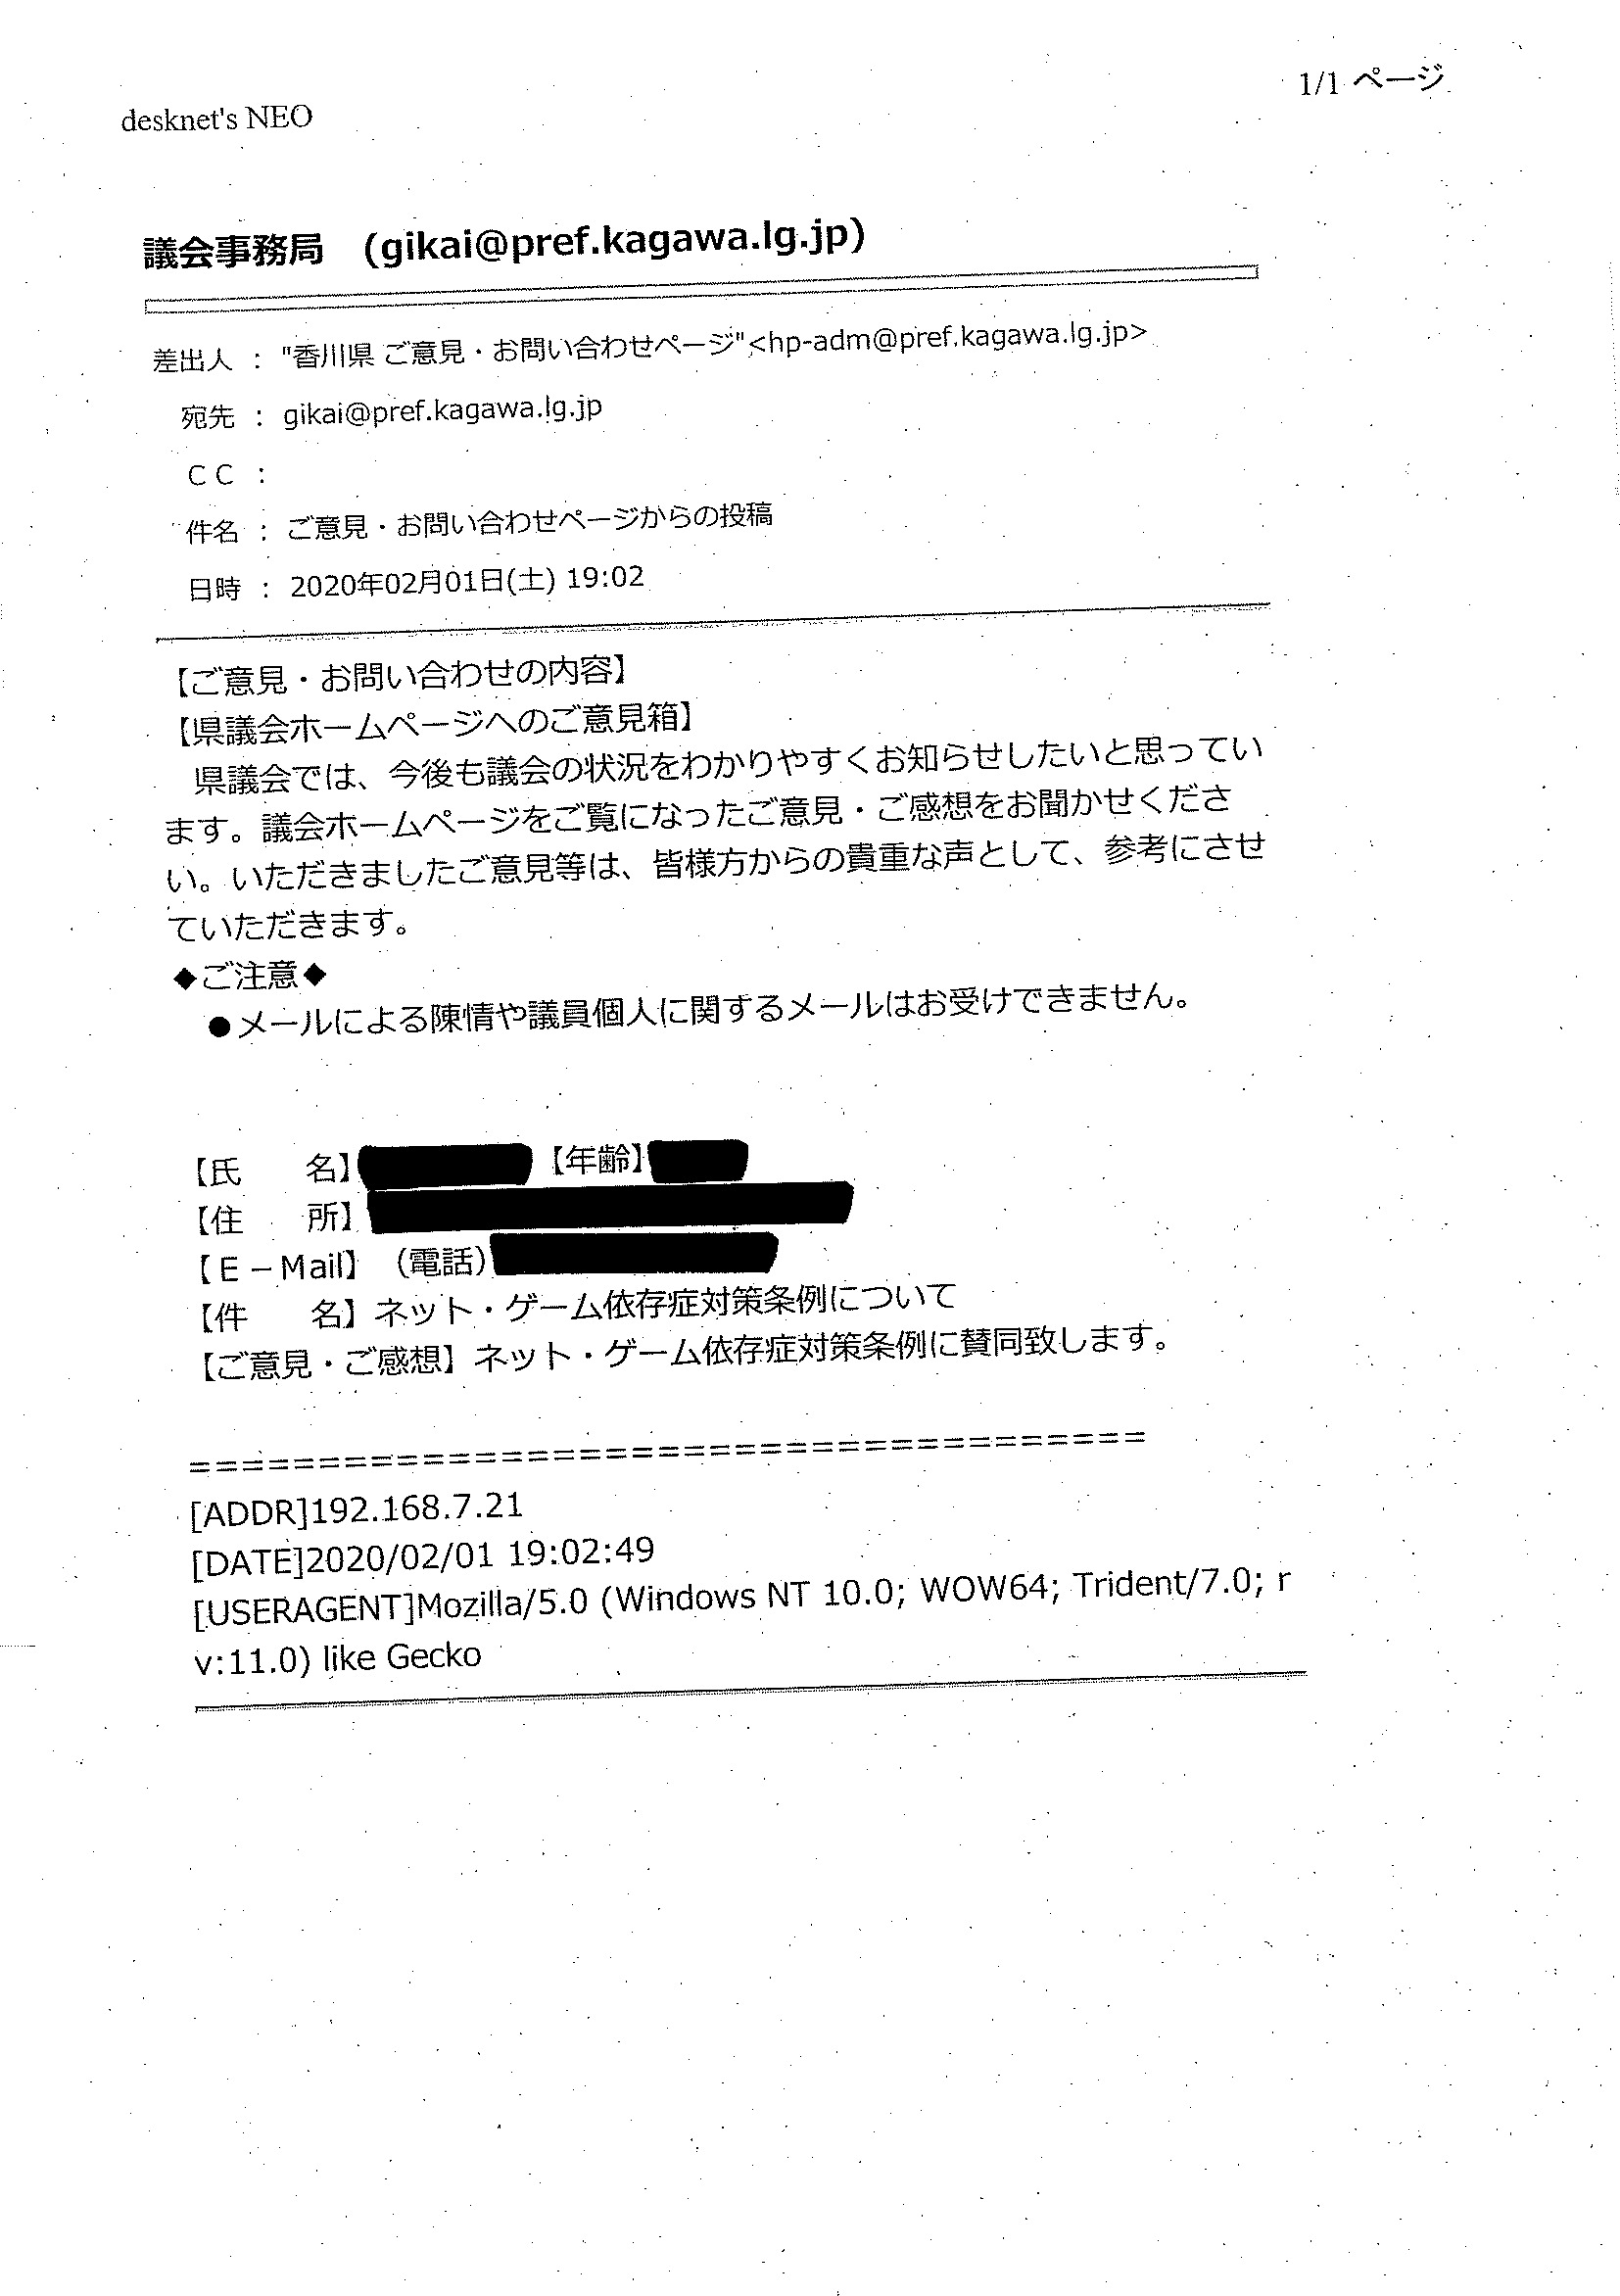 1/1 ページ
desknet's NEO
議会事務局　(gikai@pref.kagawa.lg.jp)
差出人 ： "香川県 ご意見・お問い合わせページ"<hp-adm@pref.kagawa.lg.jp>
宛先 ： gikai@pref.kagawa.lg.jp
ＣＣ ：
件名 ： ご意見・お問い合わせページからの投稿
日時 ： 2020年02月01日(土) 19:02
【ご意見・お問い合わせの内容】
【県議会ホームページへのご意見箱】
　県議会では、今後も議会の状況をわかりやすくお知らせしたいと思ってい
ます。議会ホームページをご覧になったご意見・ご感想をお聞かせくださ
い。いただきましたご意見等は、皆様方からの貴重な声として、参考にさせ
ていただきます。
◆ご注意◆
　●メールによる陳情や議員個人に関するメールはお受けできません。
【氏　　名】　【年齢】
【住　　所】
【Ｅ－Mail】（電話）
【件　　名】ネット・ゲーム依存症対策条例について
【ご意見・ご感想】ネット・ゲーム依存症対策条例に賛同致します。
=====================================
[ADDR]192.168.7.21
[DATE]2020/02/01 19:02:49
[USERAGENT]Mozilla/5.0 (Windows NT 10.0; WOW64; Trident/7.0; r
v:11.0) like Gecko